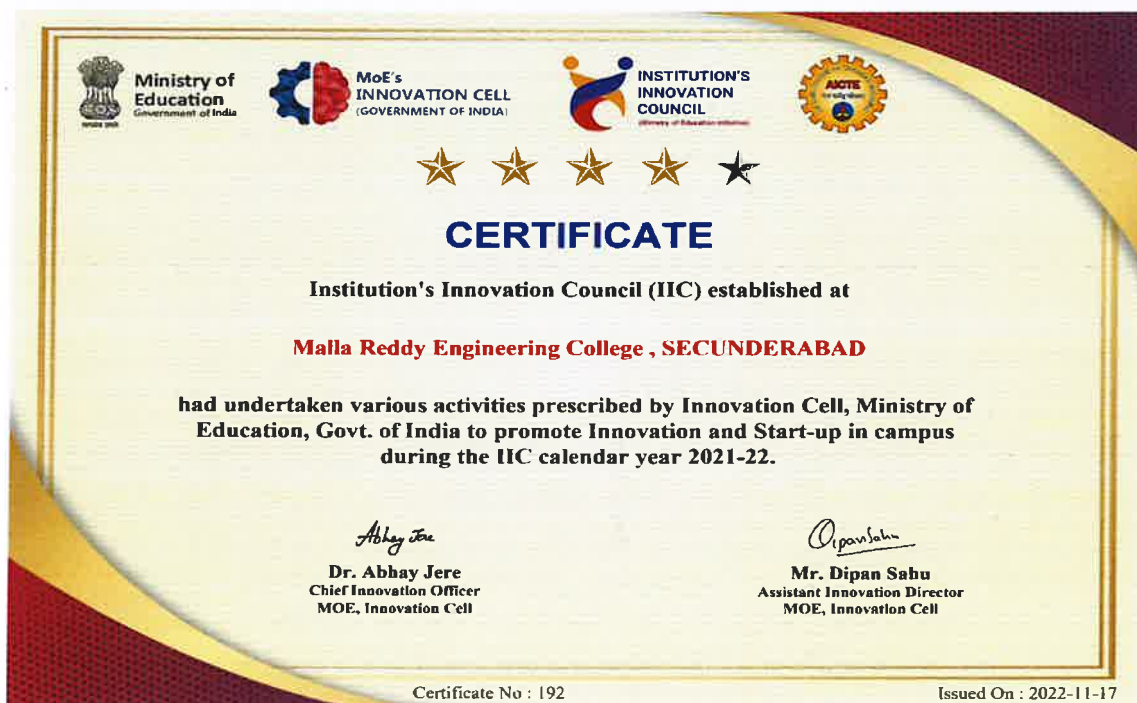 Ministry of
Education
Government of India
MoE's
INNOVATION CELL
(GOVERNMENT OF INDIA)
INSTITUTION'S
INNOVATION
COUNCIL
(Ministry of Education Initiative)
AICTE
CERTIFICATE
Institution's Innovation Council (IIC) established at
Malla Reddy Engineering College , SECUNDERABAD
had undertaken various activities prescribed by Innovation Cell, Ministry of
Education, Govt. of India to promote Innovation and Start-up in campus
during the IIC calendar year 2021-22.
Abhay Jere
Dipan Sahu
Dr. Abhay Jere
Mr. Dipan Sahu
Chief Innovation Officer
Assistant Innovation Director
MOE, Innovation Cell
MOE, Innovation Cell
Certificate No : 192
Issued On : 2022-11-17